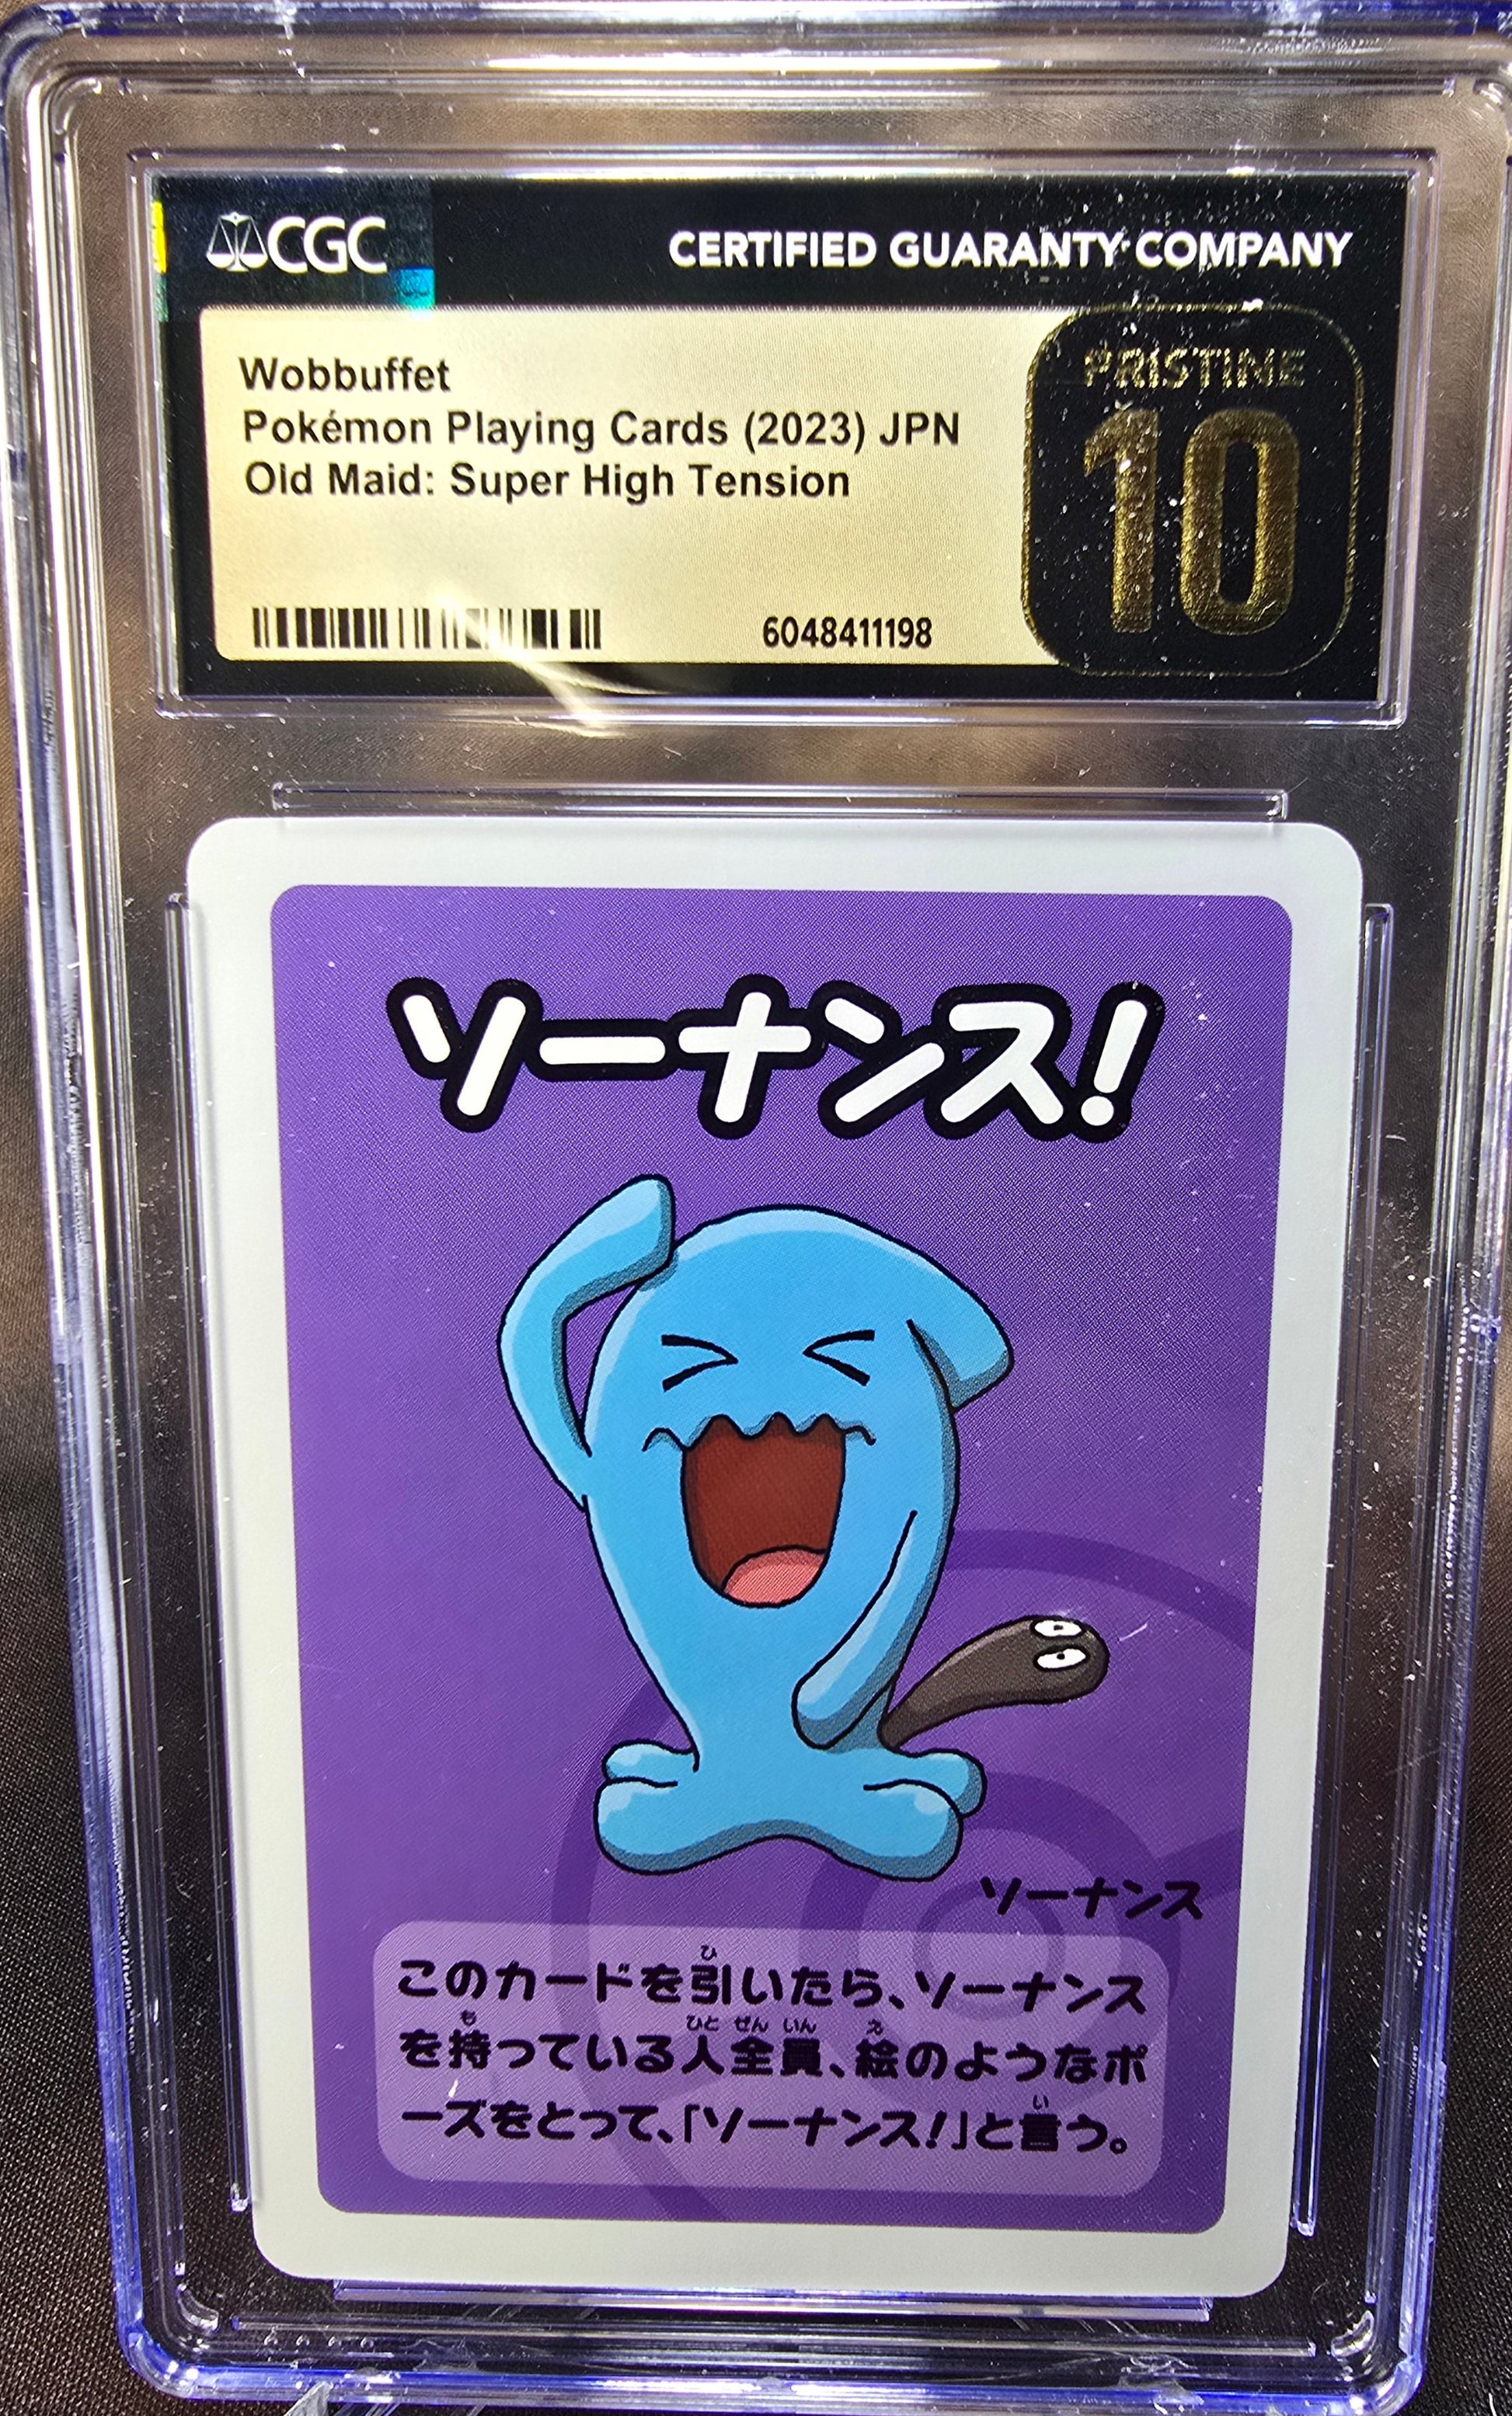 CGC
CERTIFIED GUARANTY COMPANY
Wobbuffet
Pokémon Playing Cards (2023) JPN
Old Maid: Super High Tension
6048411198
PRISTINE
10
ソーナンス!
ソーナンス
このカードを引いたら、ソーナンス
を持っている人全員、絵のようなポ
ーズをとって、「ソーナンス!」と言う。